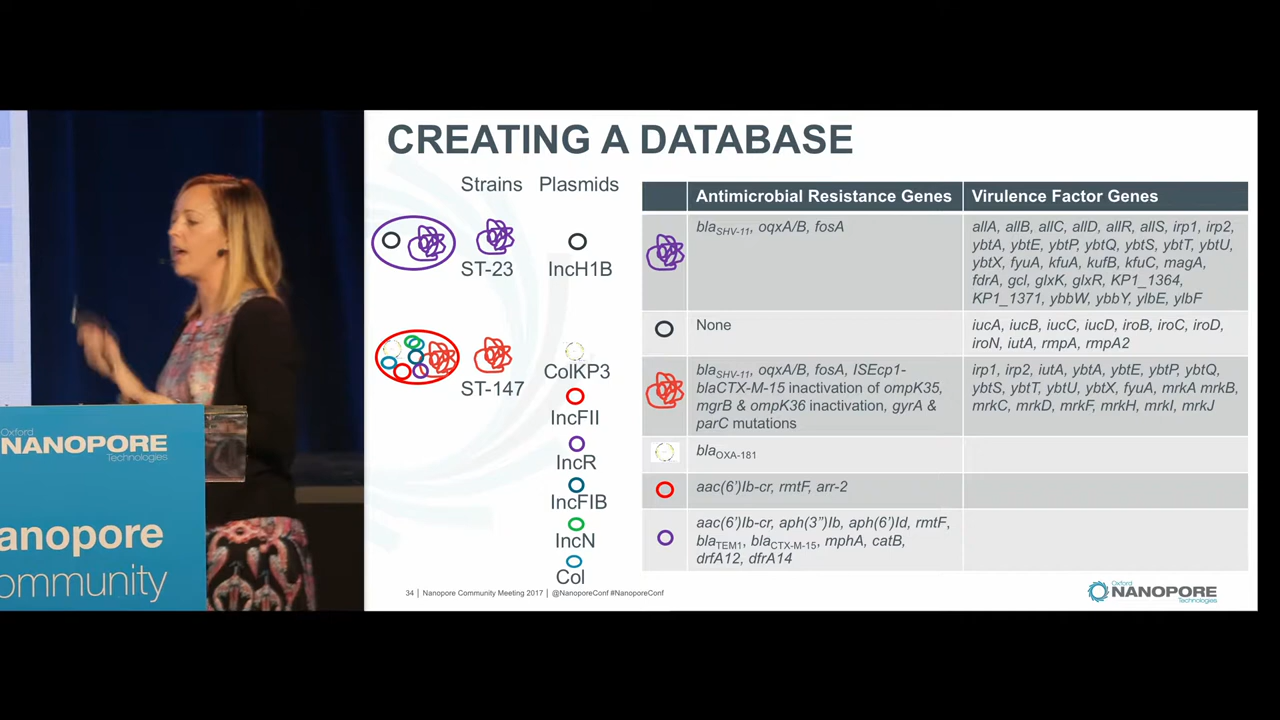 CREATING A DATABASE
Strains Plasmids
ST-23
IncH1B
ST-147
ColKP3
IncFII
IncR
IncFIB
IncN
Col
Antimicrobial Resistance Genes Virulence Factor Genes
blaSHV-11, oqxA/B, fosA
allA, allB, allC, allD, allR, allS, irp1, irp2,
ybtA, ybtE, ybtP, ybtQ, ybtS, ybtT, ybtU,
ybtX, fyuA, kfuA, kufB, kfuC, magA,
fdrA, gcl, glxK, glxR, KP1_1364,
KP1_1371, ybbW, ybbY, ylbE, ylbF
None
iucA, iucB, iucC, iucD, iroB, iroC, iroD,
iroN, iutA, rmpA, rmpA2
blaSHV-11, oqxA/B, fosA, ISEcp1-
blaCTX-M-15 inactivation of ompK35,
mgrB & ompK36 inactivation, gyrA &
parC mutations
irp1, irp2, iutA, ybtA, ybtE, ybtP, ybtQ,
ybtS, ybtT, ybtU, ybtX, fyuA, mrkA mrkB,
mrkC, mrkD, mrkF, mrkH, mrkI, mrkJ
blaOXA-181
aac(6’)Ib-cr, rmtF, arr-2
aac(6’)Ib-cr, aph(3”)Ib, aph(6’)Id, rmtF,
blaTEM1, blaCTX-M-15, mphA, catB,
drfA12, dfrA14
34 | Nanopore Community Meeting 2017 | @NanoporeConf #NanoporeConf
Oxford
NANOPORE
Technologies
Oxford
NANOPORE
Technologies
anopore
ommunity